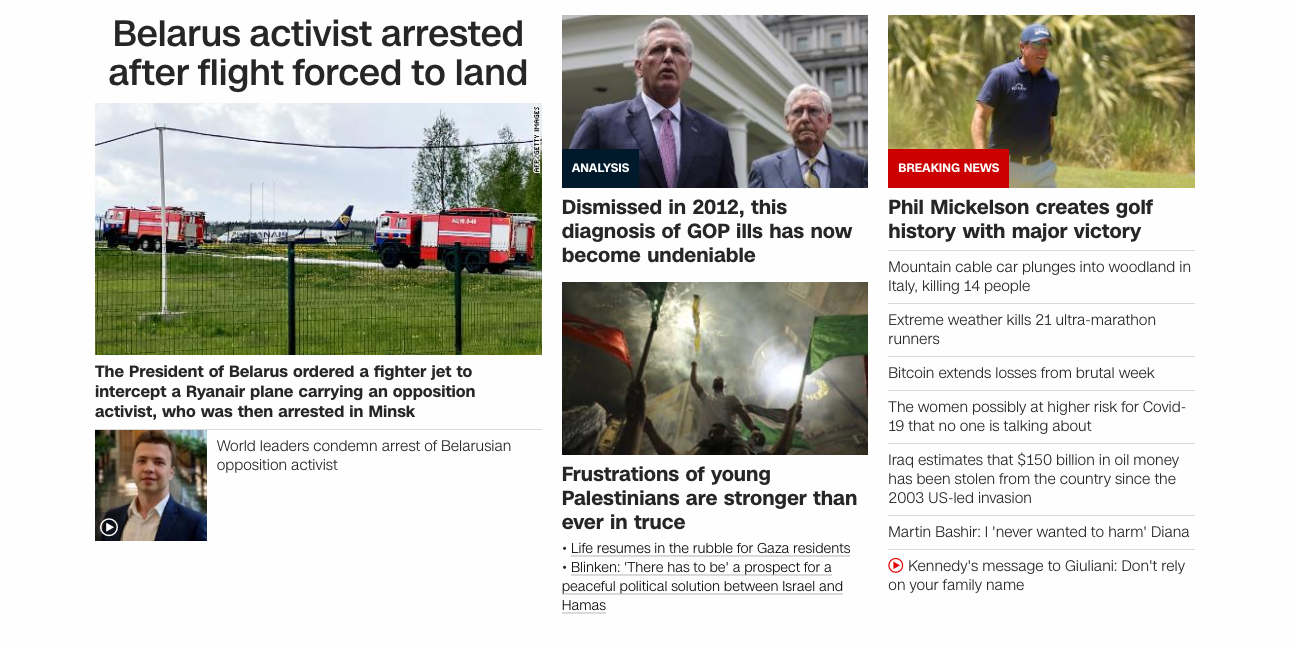 Belarus activist arrested
after flight forced to land
AFP/GETTY IMAGES
The President of Belarus ordered a fighter jet to
intercept a Ryanair plane carrying an opposition
activist, who was then arrested in Minsk
World leaders condemn arrest of Belarusian
opposition activist
ANALYSIS
Dismissed in 2012, this
diagnosis of GOP ills has now
become undeniable
Frustrations of young
Palestinians are stronger than
ever in truce
• Life resumes in the rubble for Gaza residents
• Blinken: 'There has to be' a prospect for a
peaceful political solution between Israel and
Hamas
BREAKING NEWS
Phil Mickelson creates golf
history with major victory
Mountain cable car plunges into woodland in
Italy, killing 14 people
Extreme weather kills 21 ultra-marathon
runners
Bitcoin extends losses from brutal week
The women possibly at higher risk for Covid-
19 that no one is talking about
Iraq estimates that $150 billion in oil money
has been stolen from the country since the
2003 US-led invasion
Martin Bashir: I 'never wanted to harm' Diana
Kennedy's message to Giuliani: Don't rely
on your family name